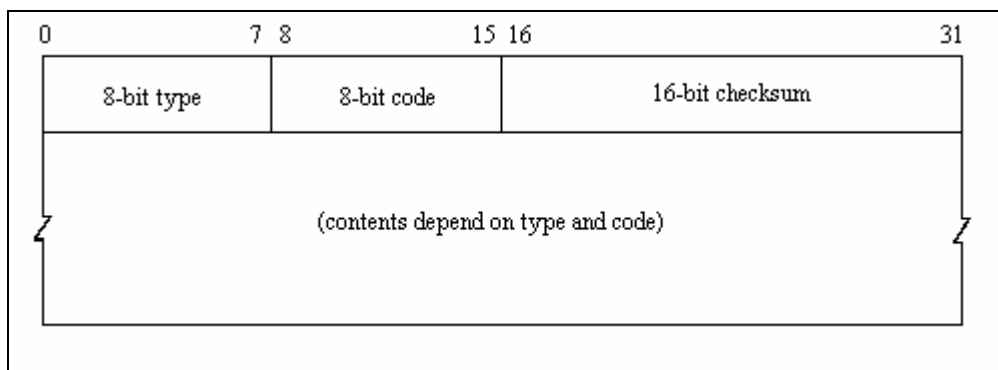 0 7 8 15 16 31
8-bit type 8-bit code 16-bit checksum
(contents depend on type and code)